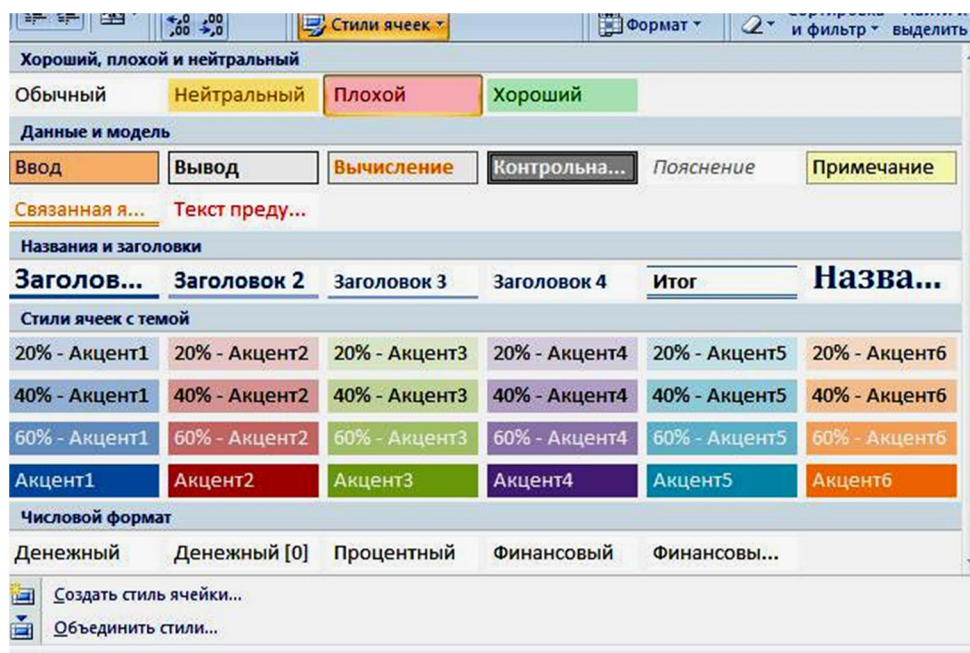 ,0 ,00
,00 ,0
Стили ячеек Формат
и фильтр выделить
Хороший, плохой и нейтральный
Обычный Нейтральный Плохой Хороший
Данные и модель
Ввод Вывод Вычисление Контрольна... Пояснение Примечание
Связанная я... Текст преду...
Названия и заголовки
Заголов... Заголовок 2 Заголовок 3 Заголовок 4 Итог Назва...
Стили ячеек с темой
20% - Акцент1 20% - Акцент2 20% - Акцент3 20% - Акцент4 20% - Акцент5 20% - Акцент6
40% - Акцент1 40% - Акцент2 40% - Акцент3 40% - Акцент4 40% - Акцент5 40% - Акцент6
60% - Акцент1 60% - Акцент2 60% - Акцент3 60% - Акцент4 60% - Акцент5 60% - Акцент6
Акцент1 Акцент2 Акцент3 Акцент4 Акцент5 Акцент6
Числовой формат
Денежный Денежный [0] Процентный Финансовый Финансовы...
Создать стиль ячейки...
Объединить стили...